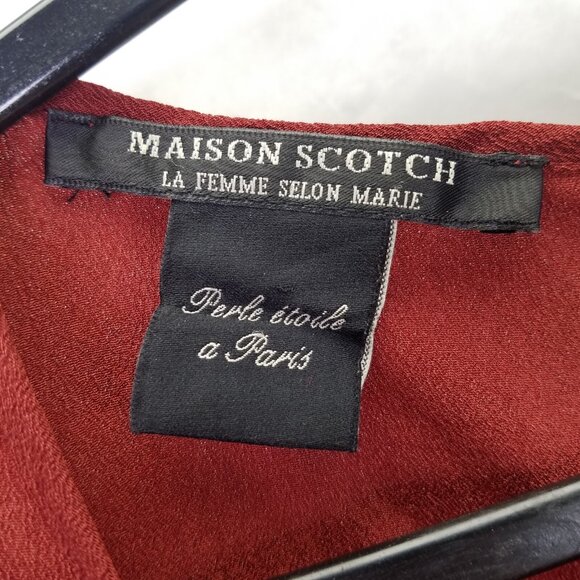 MAISON SCOTCH
LA FEMME SELON MARIE
Perle étoile
a Paris